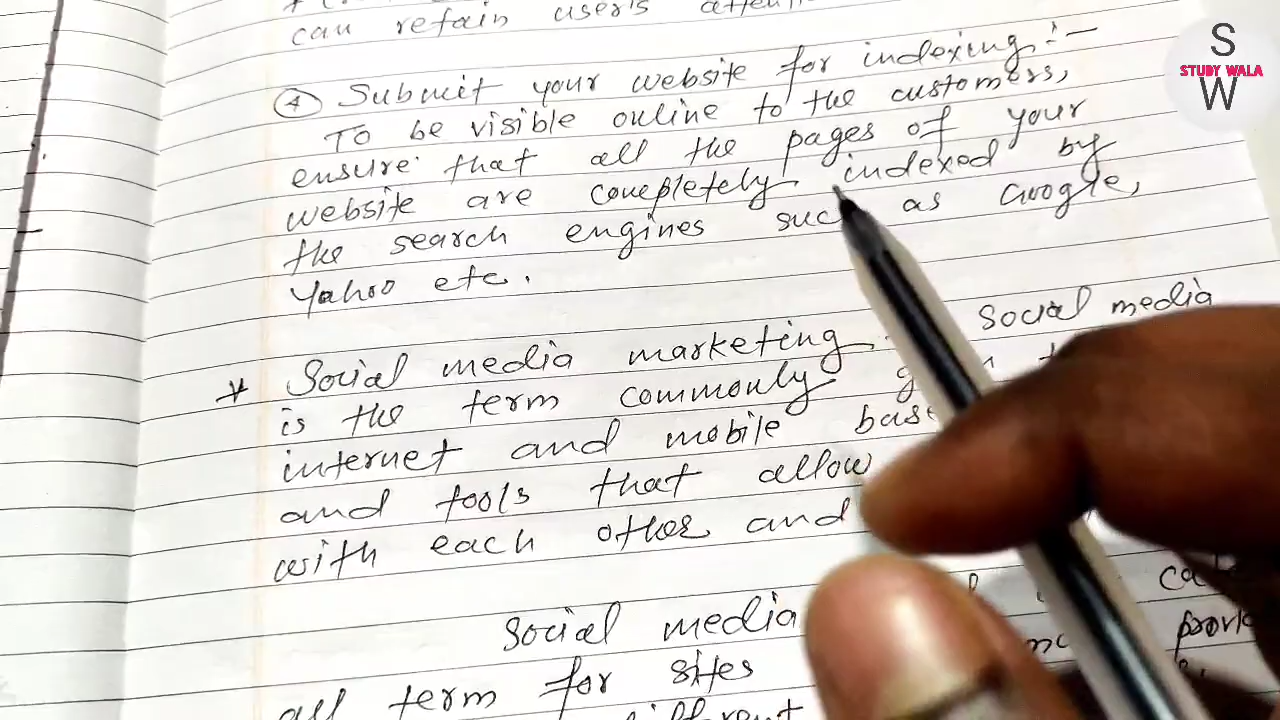 can retain users
S
STUDY WALA
W
④ Submit your website for indexing :-
To be visible online to the customers,
ensure that all the pages of your
website are completely indexed by
the search engines such as Google,
Yahoo etc.
* Social media marketing. Social media
is the term commonly
internet and mobile
and tools that allow
with each other and
Social media
all term for sites
different